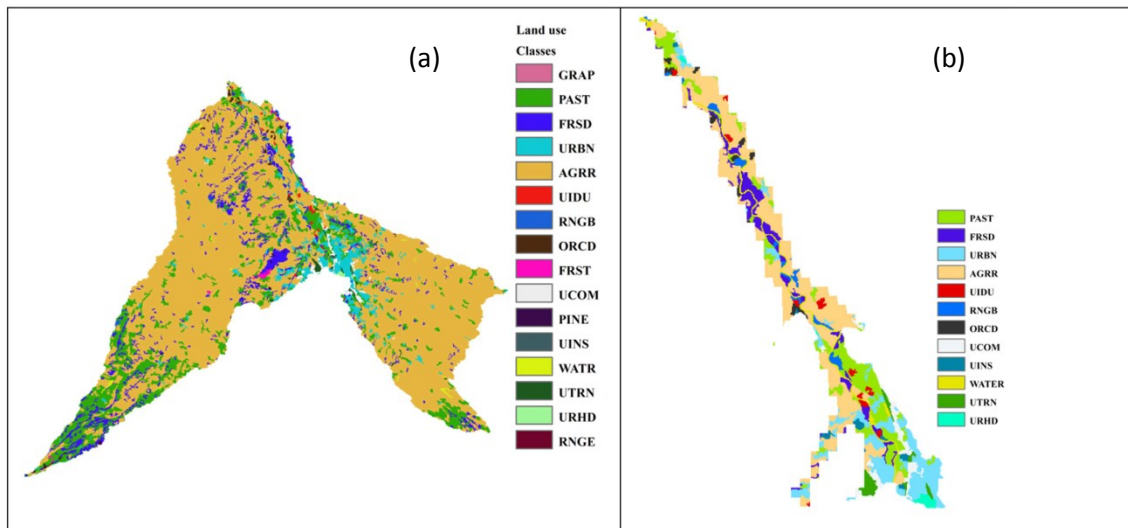 Land use
Classes
(a)
GRAP
PAST
FRSD
URBN
AGRR
UIDU
RNGB
ORCD
FRST
UCOM
PINE
UINS
WATR
UTRN
URHD
RNGE
(b)
PAST
FRSD
URBN
AGRR
UIDU
RNGB
ORCD
UCOM
UINS
WATER
UTRN
URHD